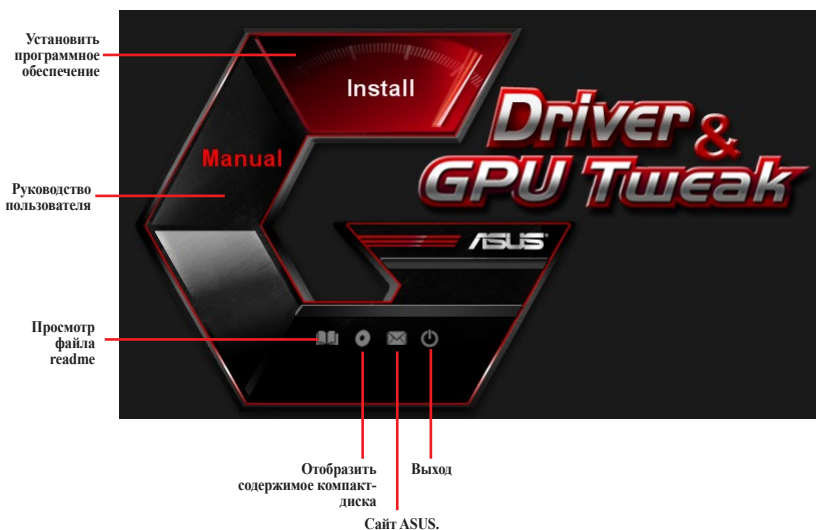 Установить
программное
обеспечение
Install
Driver &
GPU Tweak
Manual
Руководство
пользователя
ASUS
Просмотр
файла
readme
Отобразить
содержимое компакт-
диска
Выход
Сайт ASUS.